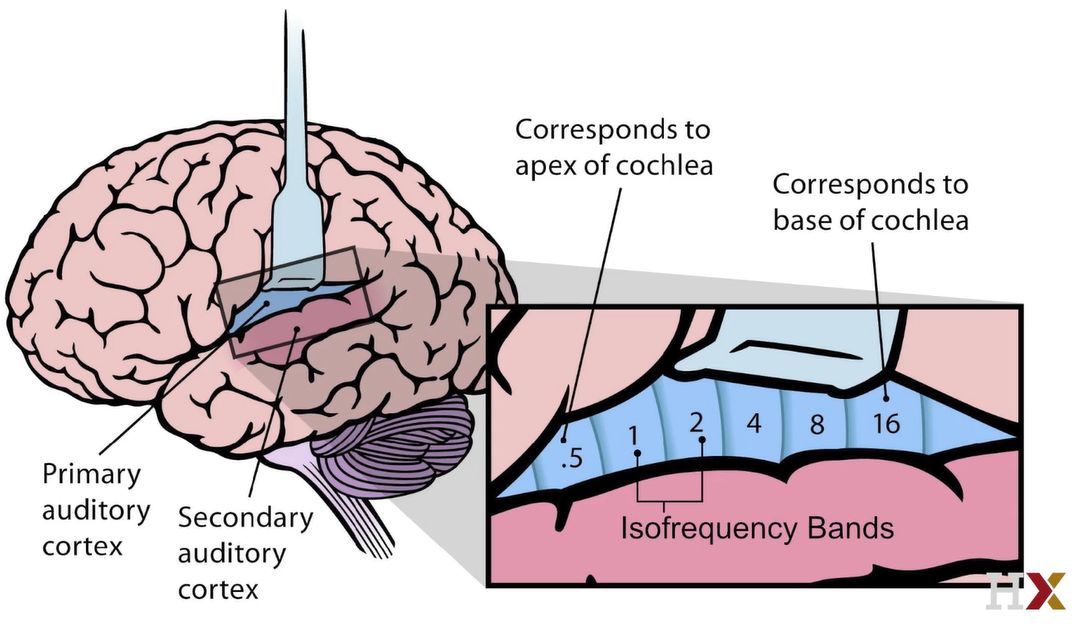 Corresponds to
apex of cochlea
Corresponds to
base of cochlea
Primary
auditory
cortex
Secondary
auditory
cortex
.5 1 2 4 8 16
Isofrequency Bands
HX